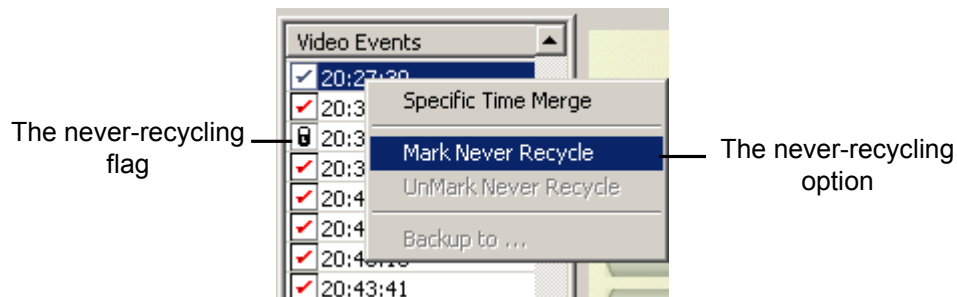 Video Events
20:27:39
Specific Time Merge
20:3
The never-recycling
flag
20:3
Mark Never Recycle
The never-recycling
option
20:3
UnMark Never Recycle
20:4
20:4
Backup to ...
20:43:41